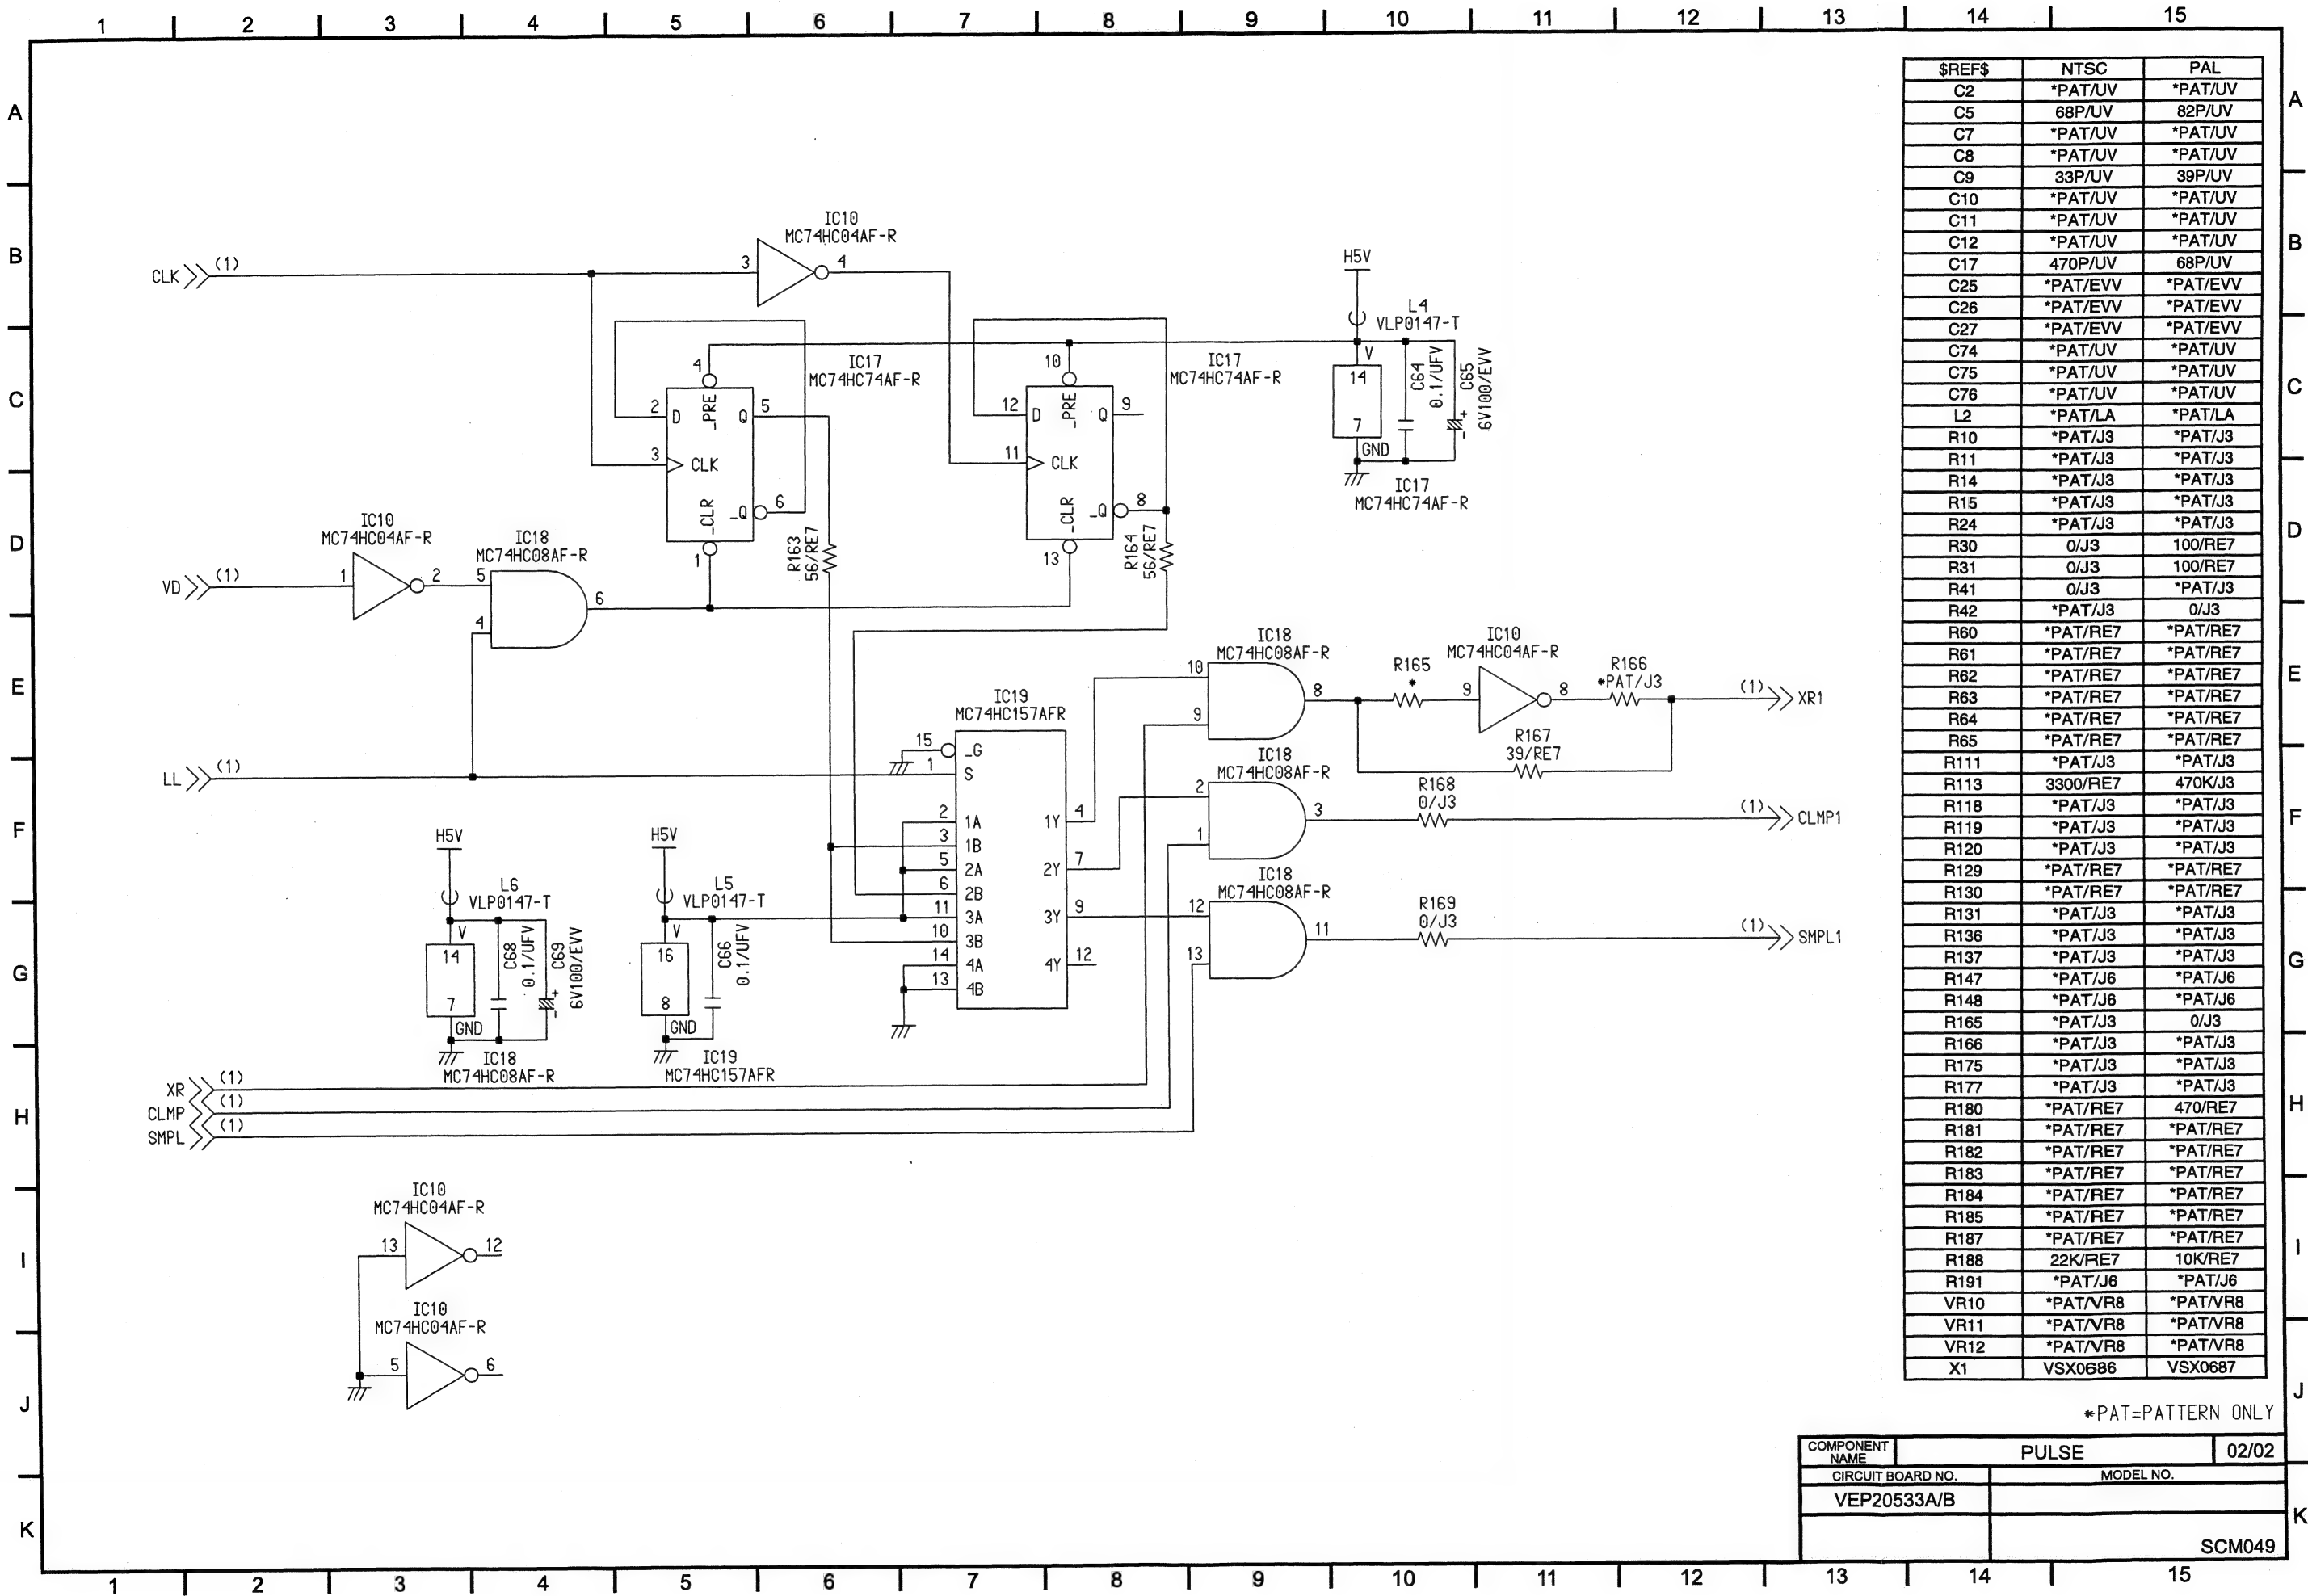 1 2 3 4 5 6 7 8 9 10 11 12 13 14 15
A
B
C
D
E
F
G
H
I
J
K
A
B
C
D
E
F
G
H
I
J
K
CLK (1)
3 IC10 4
MC74HC04AF-R
IC17
MC74HC74AF-R
4
2 D _PRE Q 5
3 CLK
_CLR _Q 6
1
R163
56/RE7
IC17
MC74HC74AF-R
10
12 D _PRE Q 9
11 CLK
_CLR _Q 8
13
R164
56/RE7
H5V
L4
VLP0147-T
V
14
7
GND
C64
0.1/UFV
C65
6V100/EVV
+
-
IC17
MC74HC74AF-R
VD (1)
IC10
MC74HC04AF-R
1 2
IC18
MC74HC08AF-R
5
4
6
LL (1)
IC19
MC74HC157AFR
15 _G
1 S
2 1A 1Y 4
3 1B
5 2A 2Y 7
6 2B
11 3A 3Y 9
10 3B
14 4A 4Y 12
13 4B
IC18
MC74HC08AF-R
10
9
8
R165
*
IC10
MC74HC04AF-R
9 8
R166
*PAT/J3
(1) XR1
R167
39/RE7
IC18
MC74HC08AF-R
2
1
3
R168
0/J3
(1) CLMP1
IC18
MC74HC08AF-R
12
13
11
R169
0/J3
(1) SMPL1
H5V
L6
VLP0147-T
V
14
7
GND
C68
0.1/UFV
C69
6V100/EVV
+
-
IC18
MC74HC08AF-R
H5V
L5
VLP0147-T
V
16
8
GND
C66
0.1/UFV
IC19
MC74HC157AFR
XR (1)
CLMP (1)
SMPL (1)
IC10
MC74HC04AF-R
13 12
IC10
MC74HC04AF-R
5 6
$REF$ NTSC PAL
C2 *PAT/UV *PAT/UV
C5 68P/UV 82P/UV
C7 *PAT/UV *PAT/UV
C8 *PAT/UV *PAT/UV
C9 33P/UV 39P/UV
C10 *PAT/UV *PAT/UV
C11 *PAT/UV *PAT/UV
C12 *PAT/UV *PAT/UV
C17 470P/UV 68P/UV
C25 *PAT/EVV *PAT/EVV
C26 *PAT/EVV *PAT/EVV
C27 *PAT/EVV *PAT/EVV
C74 *PAT/UV *PAT/UV
C75 *PAT/UV *PAT/UV
C76 *PAT/UV *PAT/UV
L2 *PAT/LA *PAT/LA
R10 *PAT/J3 *PAT/J3
R11 *PAT/J3 *PAT/J3
R14 *PAT/J3 *PAT/J3
R15 *PAT/J3 *PAT/J3
R24 *PAT/J3 *PAT/J3
R30 0/J3 100/RE7
R31 0/J3 100/RE7
R41 0/J3 *PAT/J3
R42 *PAT/J3 0/J3
R60 *PAT/RE7 *PAT/RE7
R61 *PAT/RE7 *PAT/RE7
R62 *PAT/RE7 *PAT/RE7
R63 *PAT/RE7 *PAT/RE7
R64 *PAT/RE7 *PAT/RE7
R65 *PAT/RE7 *PAT/RE7
R111 *PAT/J3 *PAT/J3
R113 3300/RE7 470K/J3
R118 *PAT/J3 *PAT/J3
R119 *PAT/J3 *PAT/J3
R120 *PAT/J3 *PAT/J3
R129 *PAT/RE7 *PAT/RE7
R130 *PAT/RE7 *PAT/RE7
R131 *PAT/J3 *PAT/J3
R136 *PAT/J3 *PAT/J3
R137 *PAT/J3 *PAT/J3
R147 *PAT/J6 *PAT/J6
R148 *PAT/J6 *PAT/J6
R165 *PAT/J3 0/J3
R166 *PAT/J3 *PAT/J3
R175 *PAT/J3 *PAT/J3
R177 *PAT/J3 *PAT/J3
R180 *PAT/RE7 470/RE7
R181 *PAT/RE7 *PAT/RE7
R182 *PAT/RE7 *PAT/RE7
R183 *PAT/RE7 *PAT/RE7
R184 *PAT/RE7 *PAT/RE7
R185 *PAT/RE7 *PAT/RE7
R187 *PAT/RE7 *PAT/RE7
R188 22K/RE7 10K/RE7
R191 *PAT/J6 *PAT/J6
VR10 *PAT/VR8 *PAT/VR8
VR11 *PAT/VR8 *PAT/VR8
VR12 *PAT/VR8 *PAT/VR8
X1 VSX0686 VSX0687
*PAT=PATTERN ONLY
COMPONENT NAME PULSE 02/02
CIRCUIT BOARD NO. MODEL NO.
VEP20533A/B
SCM049
1 2 3 4 5 6 7 8 9 10 11 12 13 14 15